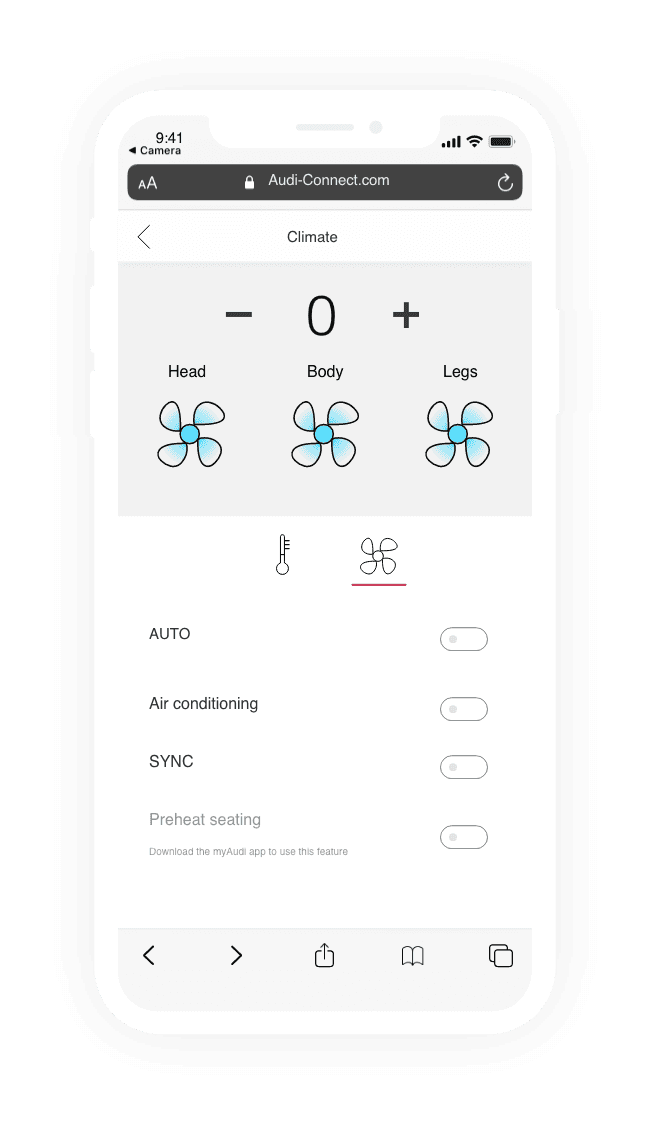 9:41
◀ Camera
AA Audi-Connect.com
Climate
− 0 +
Head Body Legs
AUTO
Air conditioning
SYNC
Preheat seating
Download the myAudi app to use this feature